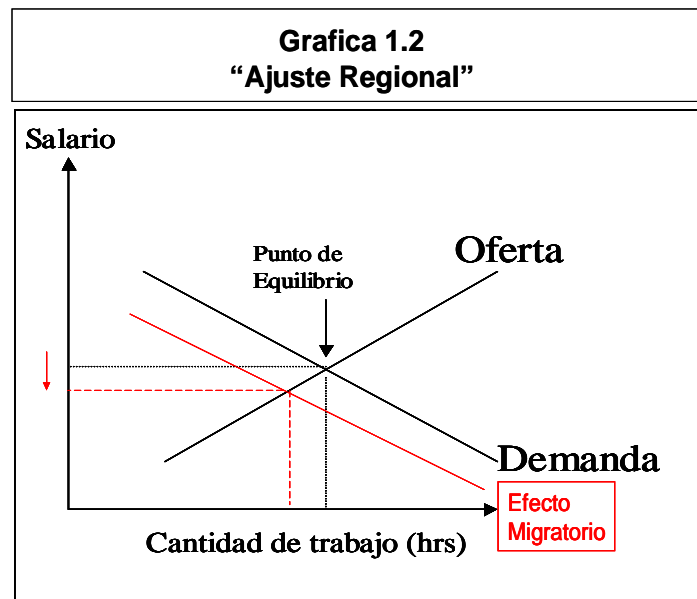 Grafica 1.2
“Ajuste Regional”
Salario
Punto de
Equilibrio
Oferta
Demanda
Efecto
Migratorio
Cantidad de trabajo (hrs)